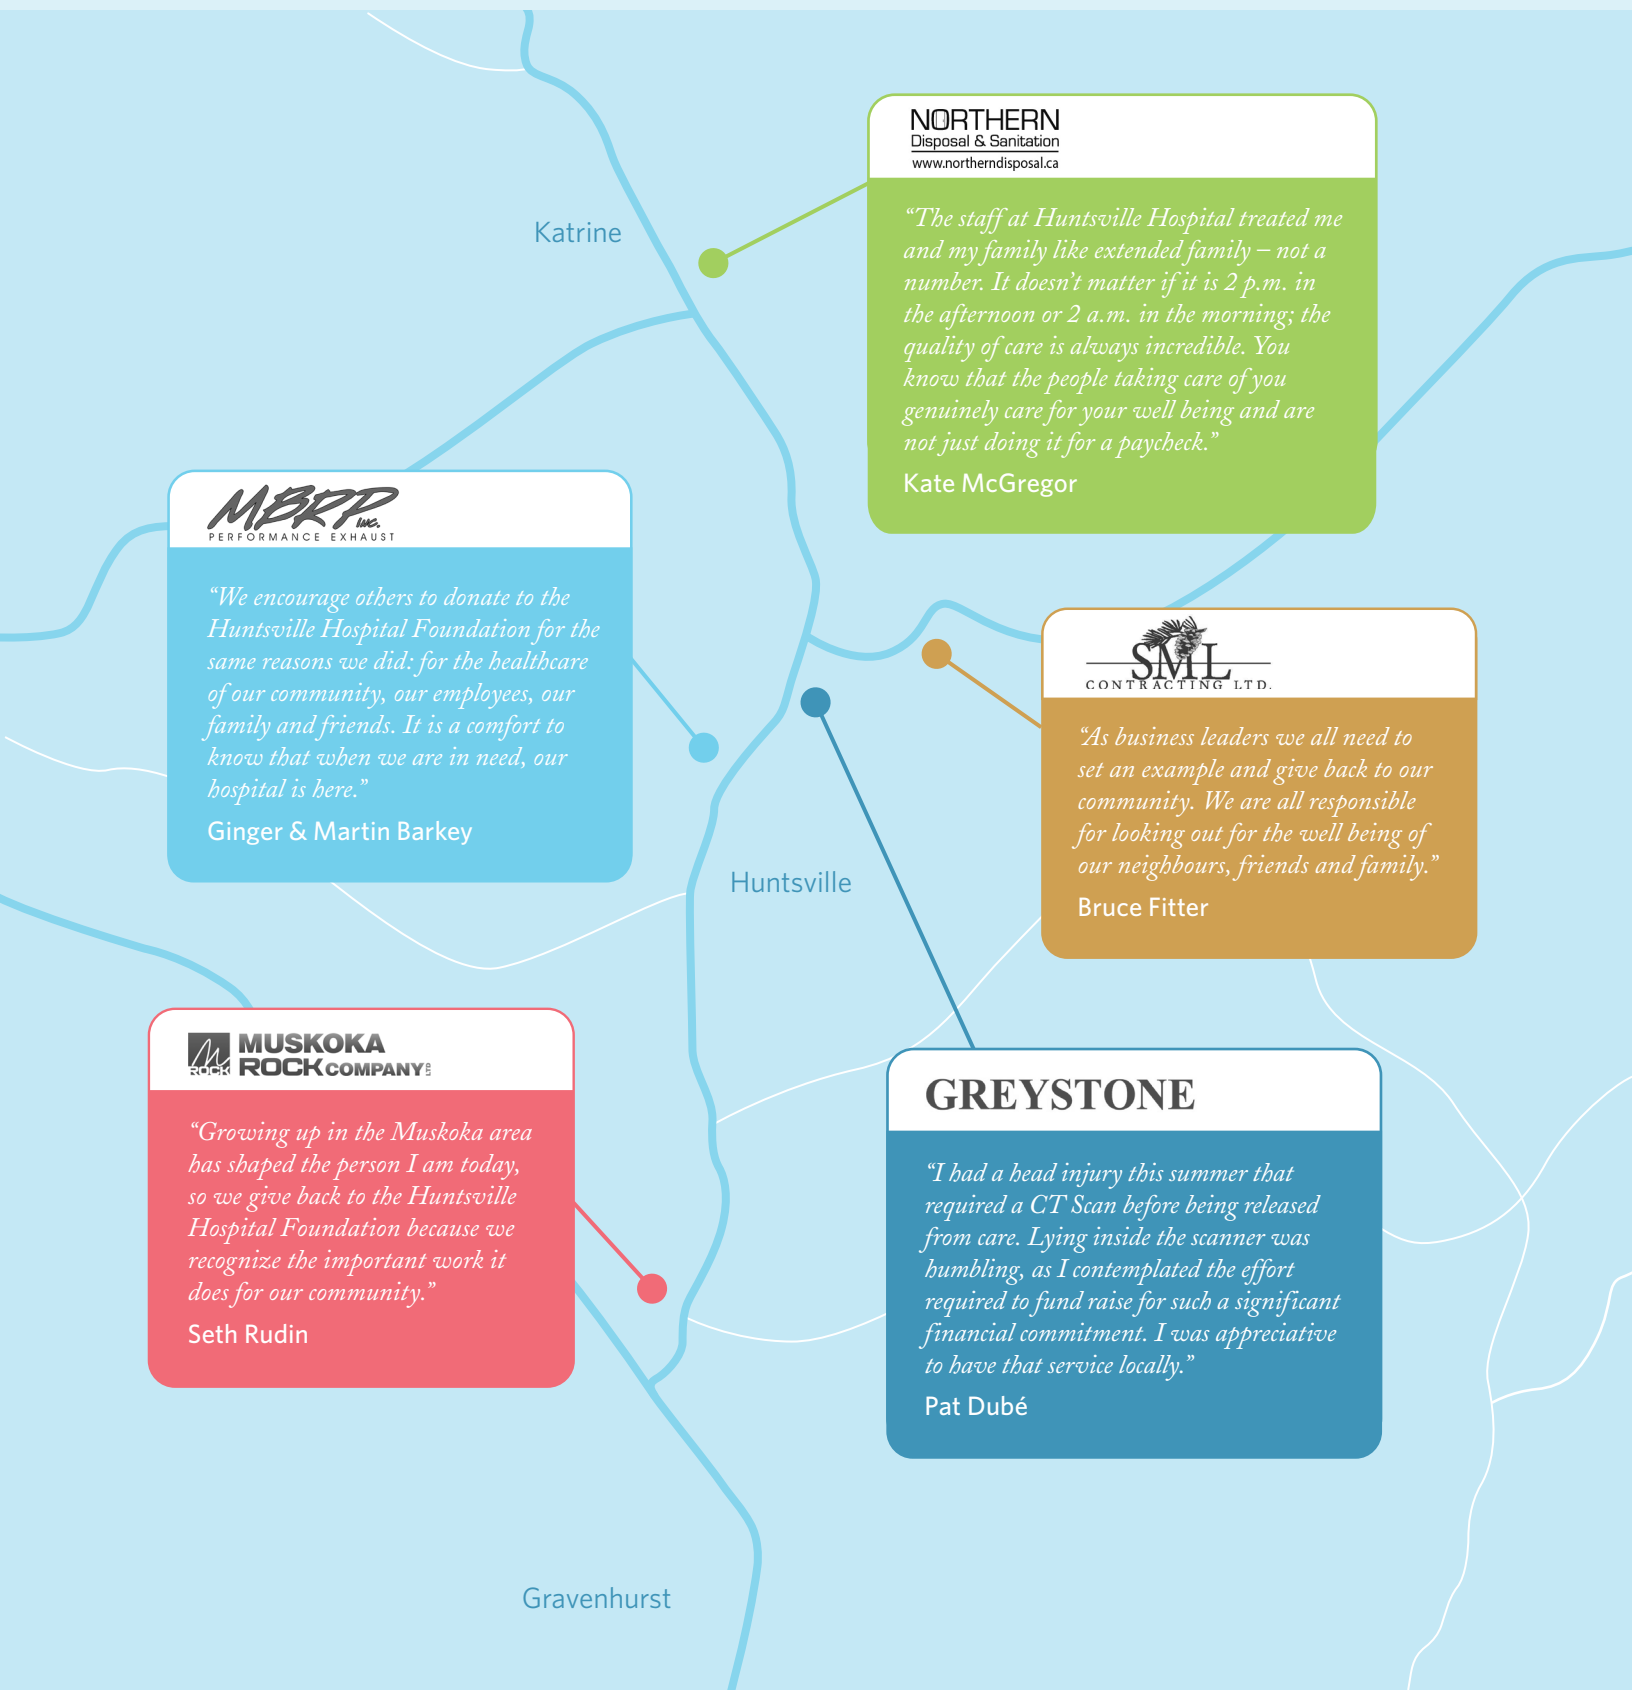 NORTHERN
Disposal & Sanitation
www.northerndisposal.ca
“The staff at Huntsville Hospital treated me
and my family like extended family – not a
number. It doesn’t matter if it is 2 p.m. in
the afternoon or 2 a.m. in the morning; the
quality of care is always incredible. You
know that the people taking care of you
genuinely care for your well being and are
not just doing it for a paycheck.”
Kate McGregor
Katrine
MBRP INC.
PERFORMANCE EXHAUST
“We encourage others to donate to the
Huntsville Hospital Foundation for the
same reasons we did: for the healthcare
of our community, our employees, our
family and friends. It is a comfort to
know that when we are in need, our
hospital is here.”
Ginger & Martin Barkey
SML
CONTRACTING LTD.
“As business leaders we all need to
set an example and give back to our
community. We are all responsible
for looking out for the well being of
our neighbours, friends and family.”
Bruce Fitter
Huntsville
ROCK
MUSKOKA
ROCK COMPANY LTD
“Growing up in the Muskoka area
has shaped the person I am today,
so we give back to the Huntsville
Hospital Foundation because we
recognize the important work it
does for our community.”
Seth Rudin
GREYSTONE
“I had a head injury this summer that
required a CT Scan before being released
from care. Lying inside the scanner was
humbling, as I contemplated the effort
required to fund raise for such a significant
financial commitment. I was appreciative
to have that service locally.”
Pat Dubé
Gravenhurst